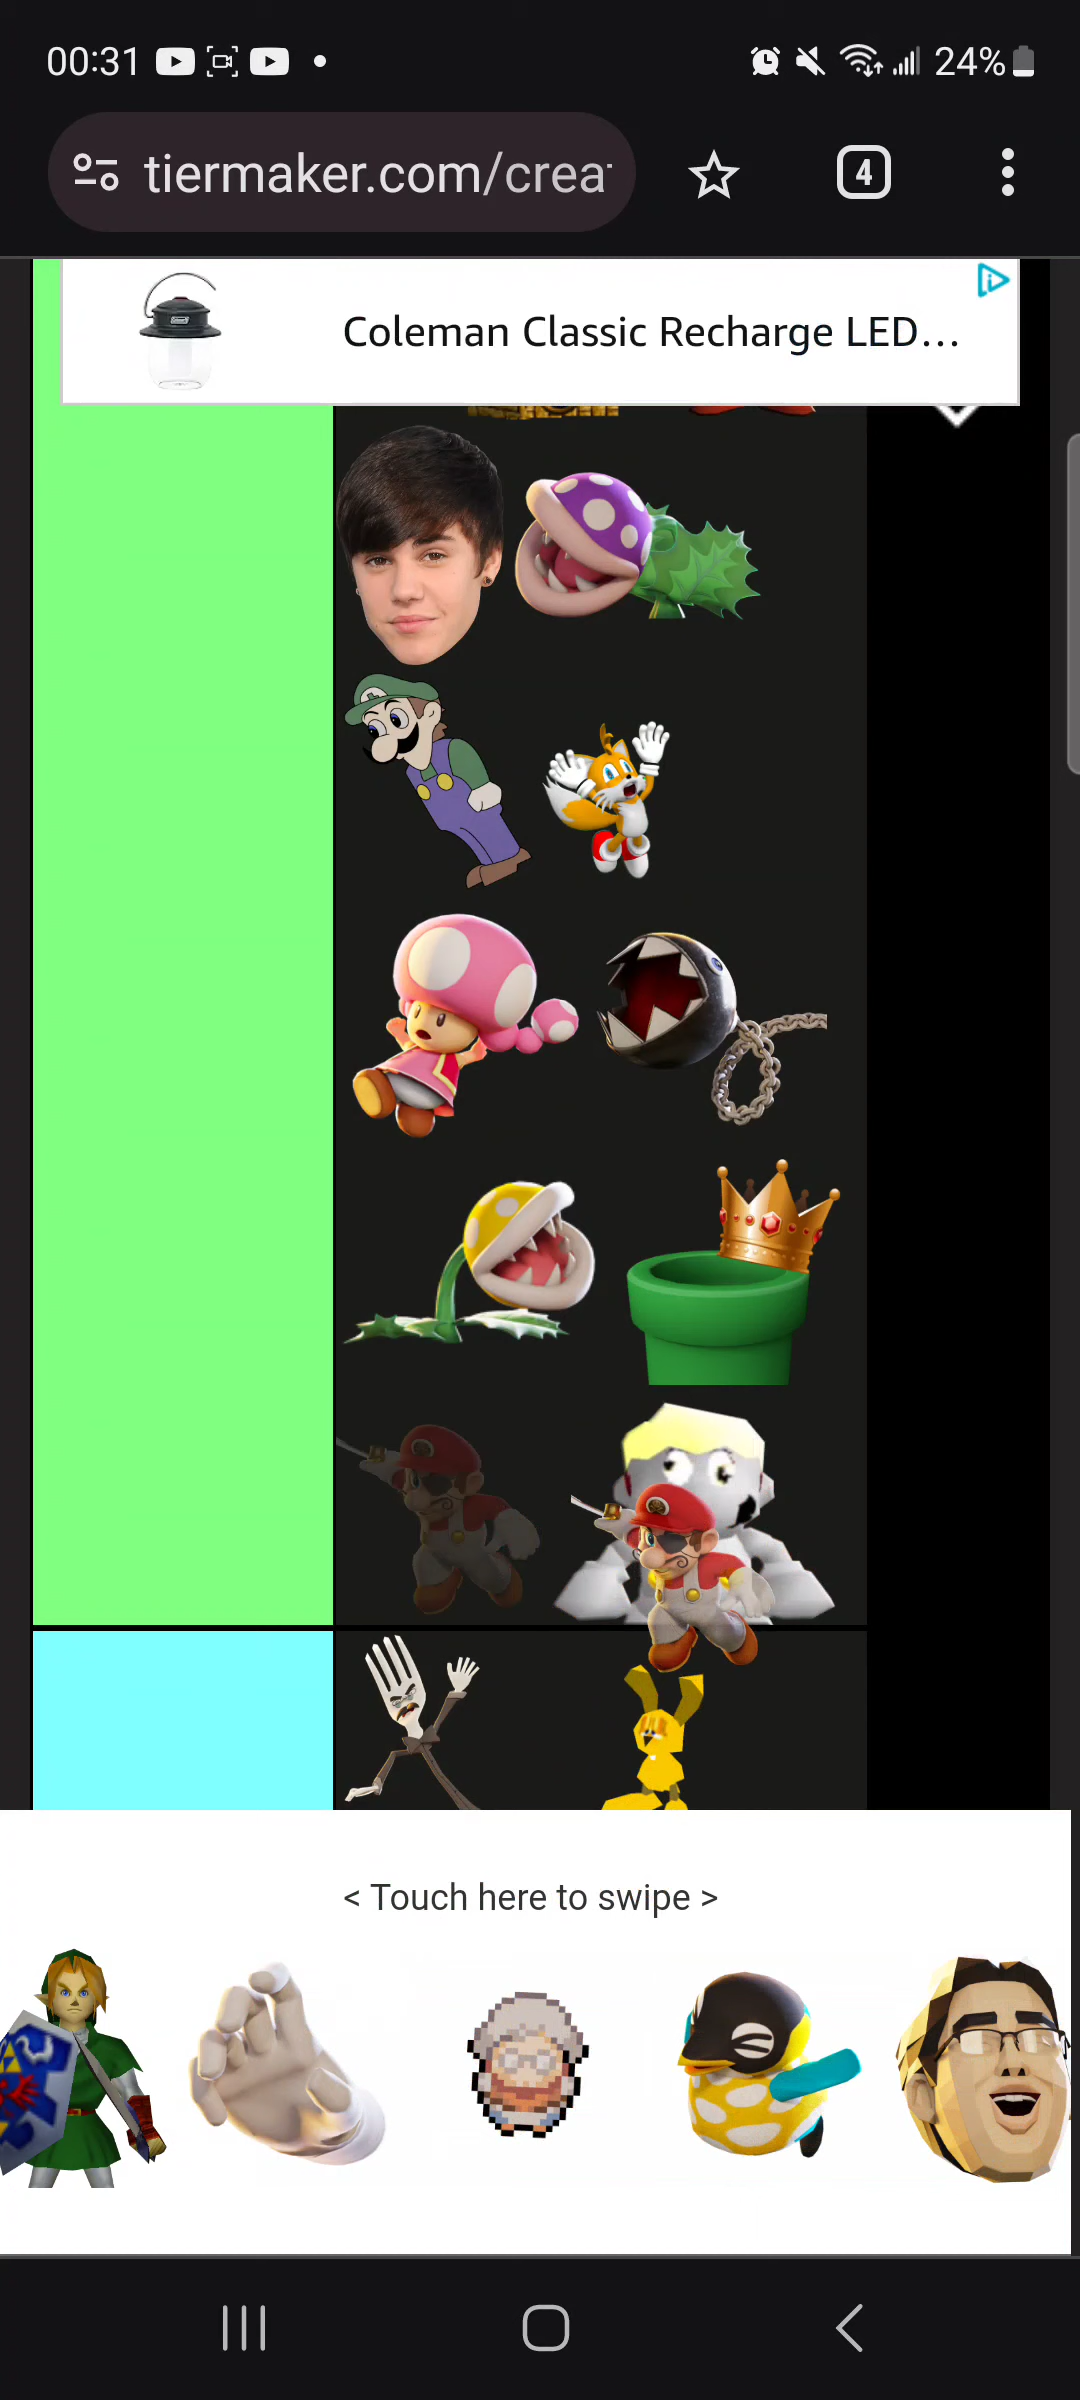 00:31
24%
tiermaker.com/crea
4
Coleman Classic Recharge LED...
< Touch here to swipe >